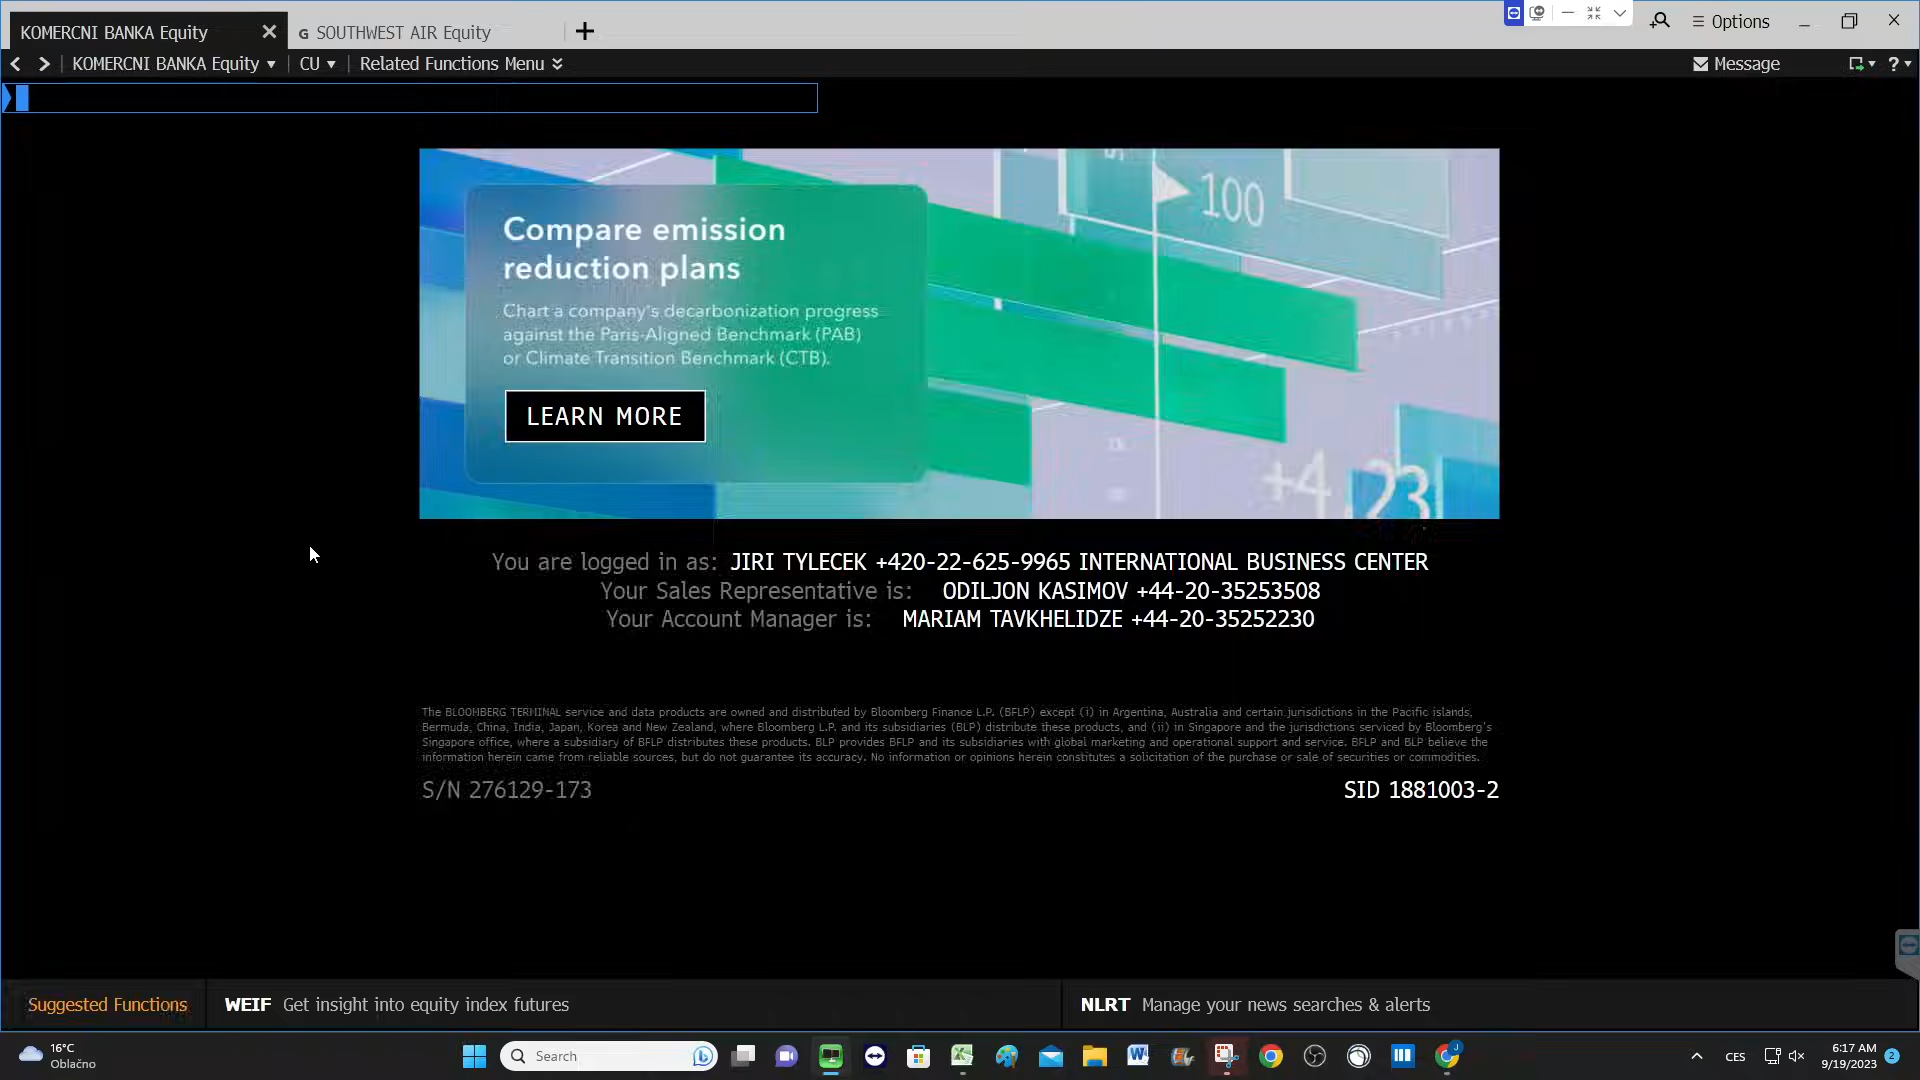 KOMERCNI BANKA Equity
G SOUTHWEST AIR Equity
Options
KOMERCNI BANKA Equity
CU
Related Functions Menu
Message
?
100
Compare emission
reduction plans
Chart a company's decarbonization progress
against the Paris-Aligned Benchmark (PAB)
or Climate Transition Benchmark (CTB).
LEARN MORE
+4
23
You are logged in as: JIRI TYLECEK +420-22-625-9965 INTERNATIONAL BUSINESS CENTER
Your Sales Representative is: ODILJON KASIMOV +44-20-35253508
Your Account Manager is: MARIAM TAVKHELIDZE +44-20-35252230
The BLOOMBERG TERMINAL service and data products are owned and distributed by Bloomberg Finance L.P. (BFLP) except (i) in Argentina, Australia and certain jurisdictions in the Pacific islands,
Bermuda, China, India, Japan, Korea and New Zealand, where Bloomberg L.P. and its subsidiaries (BLP) distribute these products, and (ii) in Singapore and the jurisdictions serviced by Bloomberg's
Singapore office, where a subsidiary of BFLP distributes these products. BLP provides BFLP and its subsidiaries with global marketing and operational support and service. BFLP and BLP believe the
information herein came from reliable sources, but do not guarantee its accuracy. No information or opinions herein constitutes a solicitation of the purchase or sale of securities or commodities.
S/N 276129-173
SID 1881003-2
Suggested Functions
WEIF Get insight into equity index futures
NLRT Manage your news searches & alerts
16°C
Oblačno
Search
CES
6:17 AM
9/19/2023
2